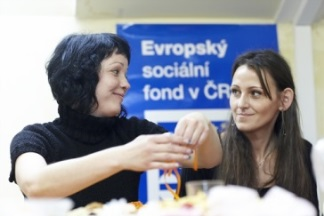 Evropský
sociální
fond v ČR